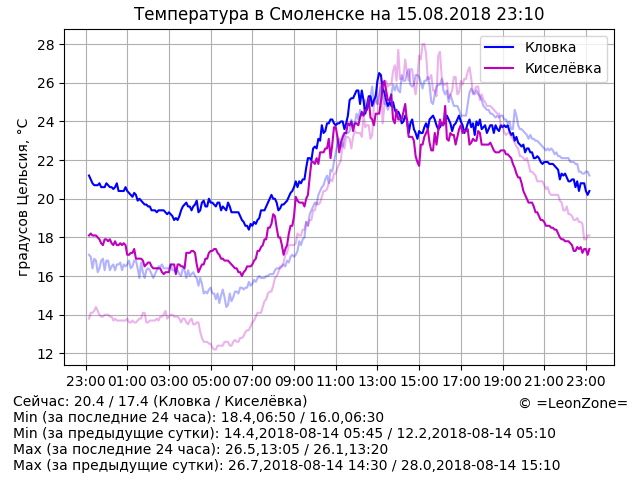 Температура в Смоленске на 15.08.2018 23:10
градусов Цельсия, °C
28
26
24
22
20
18
16
14
12
Кловка
Киселёвка
23:00 01:00 03:00 05:00 07:00 09:00 11:00 13:00 15:00 17:00 19:00 21:00 23:00
Сейчас: 20.4 / 17.4 (Кловка / Киселёвка)
© =LeonZone=
Min (за последние 24 часа): 18.4,06:50 / 16.0,06:30
Min (за предыдущие сутки): 14.4,2018-08-14 05:45 / 12.2,2018-08-14 05:10
Max (за последние 24 часа): 26.5,13:05 / 26.1,13:20
Max (за предыдущие сутки): 26.7,2018-08-14 14:30 / 28.0,2018-08-14 15:10